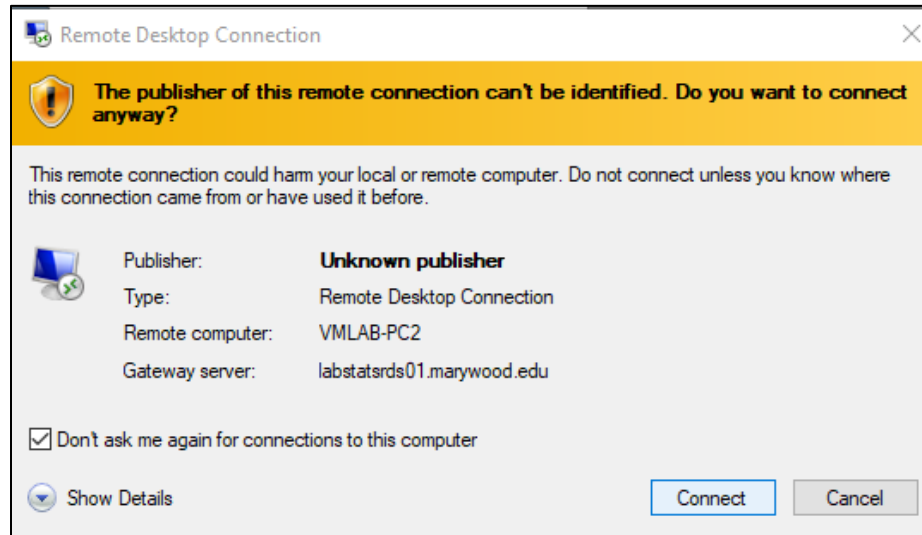 Remote Desktop Connection
The publisher of this remote connection can't be identified. Do you want to connect
anyway?
This remote connection could harm your local or remote computer. Do not connect unless you know where
this connection came from or have used it before.
Publisher: Unknown publisher
Type: Remote Desktop Connection
Remote computer: VMLAB-PC2
Gateway server: labstatsrds01.marywood.edu
Don't ask me again for connections to this computer
Show Details Connect Cancel